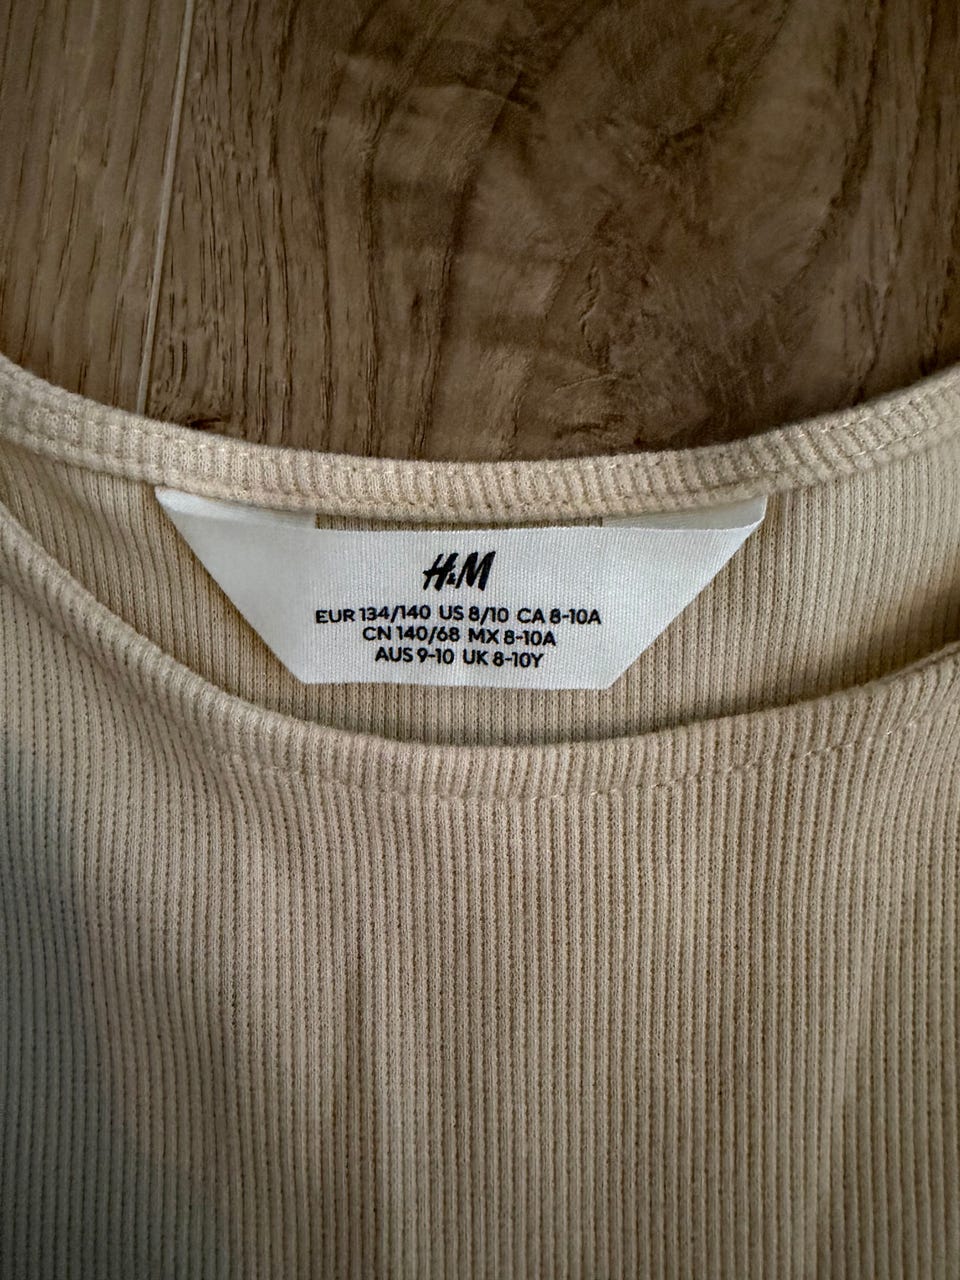 H&M
EUR 134/140 US 8/10 CA 8-10A
CN 140/68 MX 8-10A
AUS 9-10 UK 8-10Y